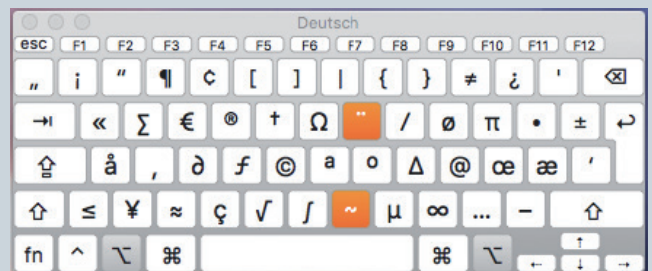 Deutsch
esc F1 F2 F3 F4 F5 F6 F7 F8 F9 F10 F11 F12
„ ¡ “ ¶ ¢ [ ] | { } ≠ ¿ ' ⌫
⇥ « ∑ € ® † Ω ¨ / ø π • ± ↩
⇪ å ‚ ∂ ƒ © ª º ∆ @ œ æ ‘
⇧ ≤ ¥ ≈ ç √ ∫ ~ µ ∞ … – ⇧
fn ^ ⌥ ⌘ ⌘ ⌥ ⇠ ⇡ ⇣ ⇢